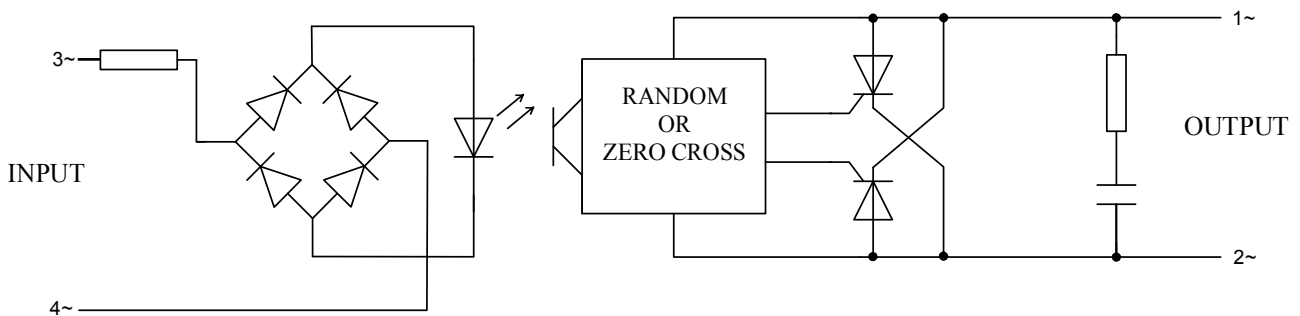 3~
INPUT
4~
RANDOM
OR
ZERO CROSS
1~
OUTPUT
2~